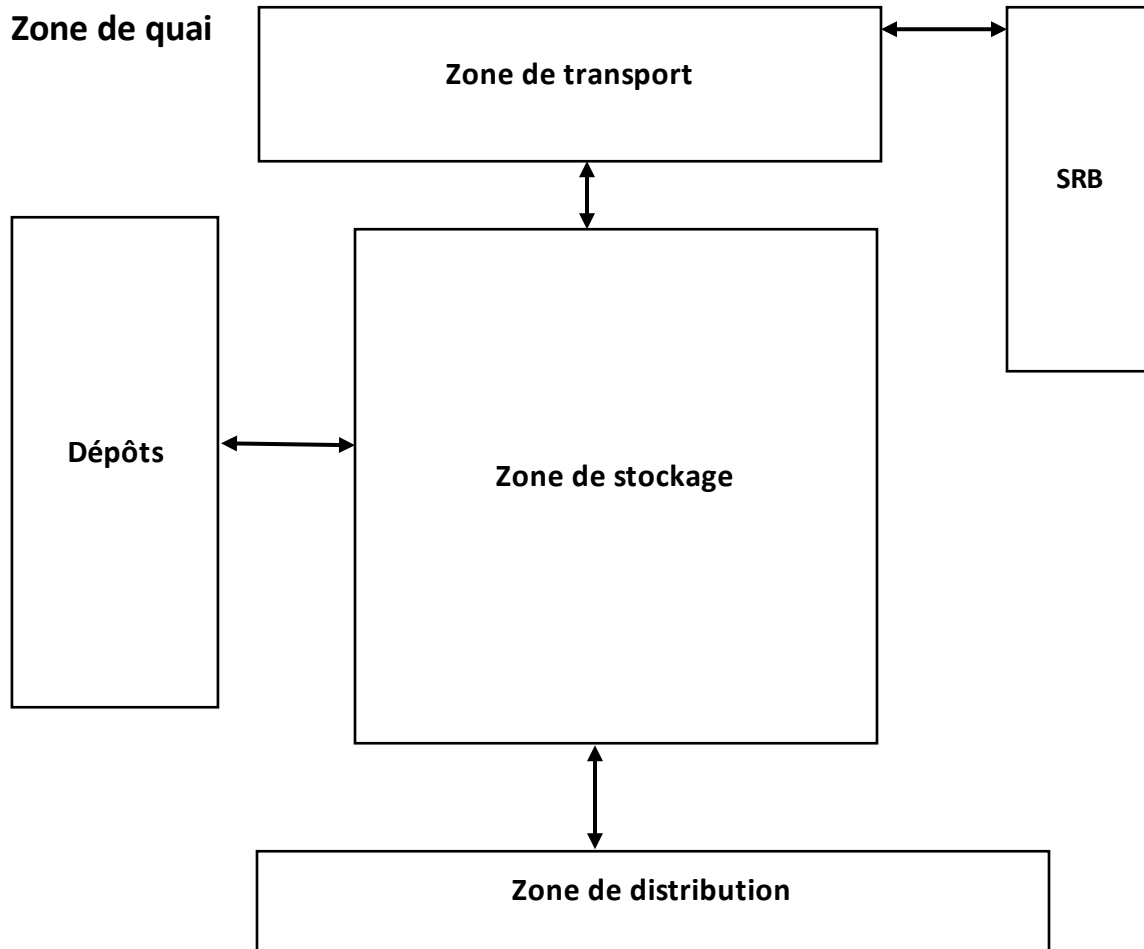 Zone de quai
Zone de transport
SRB
Dépôts
Zone de stockage
Zone de distribution